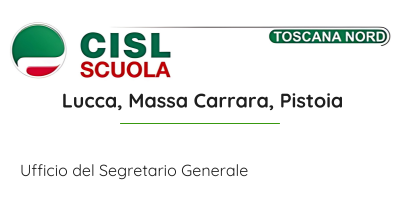 CISL
SCUOLA
TOSCANA NORD
Lucca, Massa Carrara, Pistoia
Ufficio del Segretario Generale